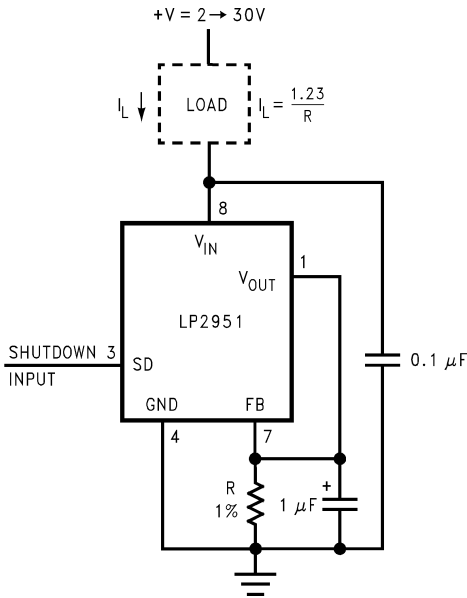 +V = 2→30V
I_L ↓
LOAD
I_L = 1.23
R
8
V_IN
1
V_OUT
LP2951
SHUTDOWN 3
INPUT
SD
0.1 μF
GND
FB
4
7
R
1%
+
1 μF